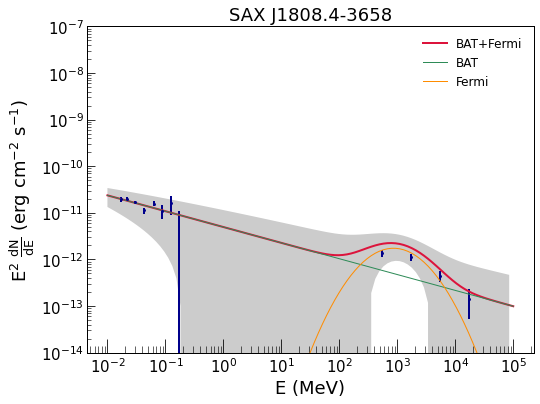 SAX J1808.4-3658
10⁻⁷
10⁻⁸
10⁻⁹
10⁻¹⁰
10⁻¹¹
10⁻¹²
10⁻¹³
10⁻¹⁴
E² dN/dE (erg cm⁻² s⁻¹)
BAT+Fermi
BAT
Fermi
10⁻² 10⁻¹ 10⁰ 10¹ 10² 10³ 10⁴ 10⁵
E (MeV)